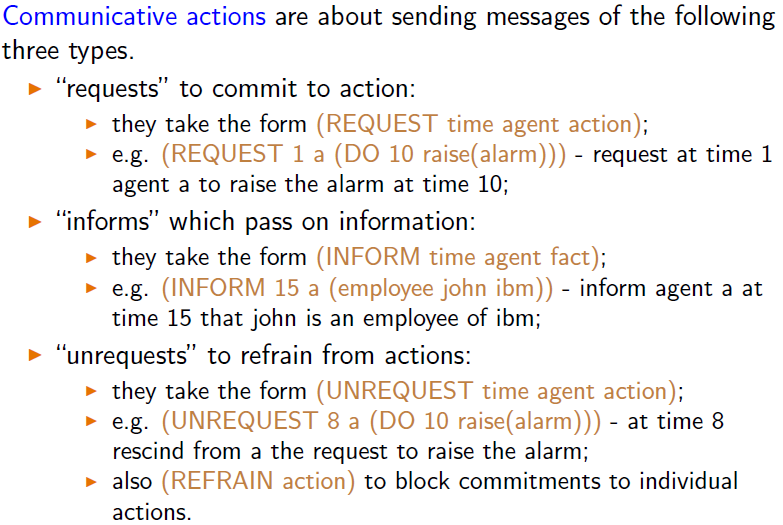 Communicative actions are about sending messages of the following
three types.
▶ “requests” to commit to action:
▶ they take the form (REQUEST time agent action);
▶ e.g. (REQUEST 1 a (DO 10 raise(alarm))) - request at time 1
agent a to raise the alarm at time 10;
▶ “informs” which pass on information:
▶ they take the form (INFORM time agent fact);
▶ e.g. (INFORM 15 a (employee john ibm)) - inform agent a at
time 15 that john is an employee of ibm;
▶ “unrequests” to refrain from actions:
▶ they take the form (UNREQUEST time agent action);
▶ e.g. (UNREQUEST 8 a (DO 10 raise(alarm))) - at time 8
rescind from a the request to raise the alarm;
▶ also (REFRAIN action) to block commitments to individual
actions.